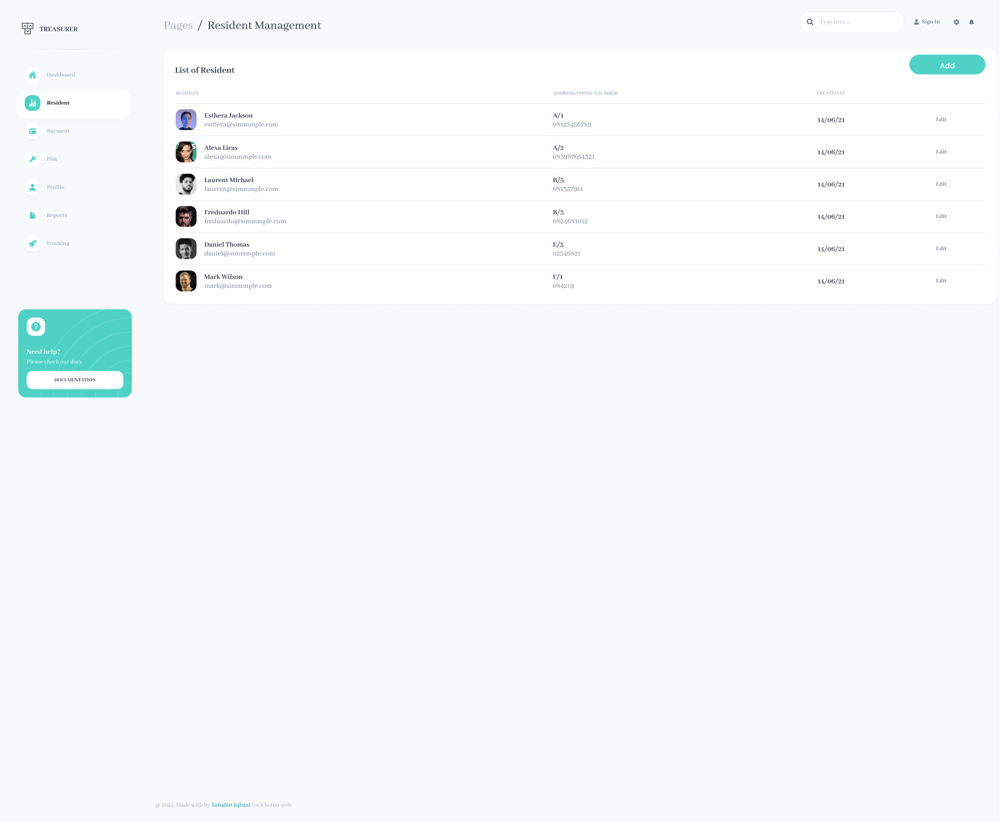 TREASURER
Pages / Resident Management
Type here...
Sign In
Dashboard
Resident
Payment
Plot
Profile
Reports
Tracking
?
Need help?
Please check our docs
DOCUMENTATION
List of Resident
Add
RESIDENT ADDRESS/PHONE NNUMBER CREATED AT
Esthera Jackson
esthera@simmmple.com
A/1
08123456789
14/06/21
Edit
Alexa Liras
alexa@simmmple.com
A/2
085987654321
14/06/21
Edit
Laurent Michael
laurent@simmmple.com
B/5
081357911
14/06/21
Edit
Freduardo Hill
freduardo@simmmple.com
B/3
0824681012
14/06/21
Edit
Daniel Thomas
daniel@simmmple.com
E/3
02346821
14/06/21
Edit
Mark Wilson
mark@simmmple.com
F/1
084219
14/06/21
Edit
@ 2024, Made with by Sahabat Iqbaal for a better web